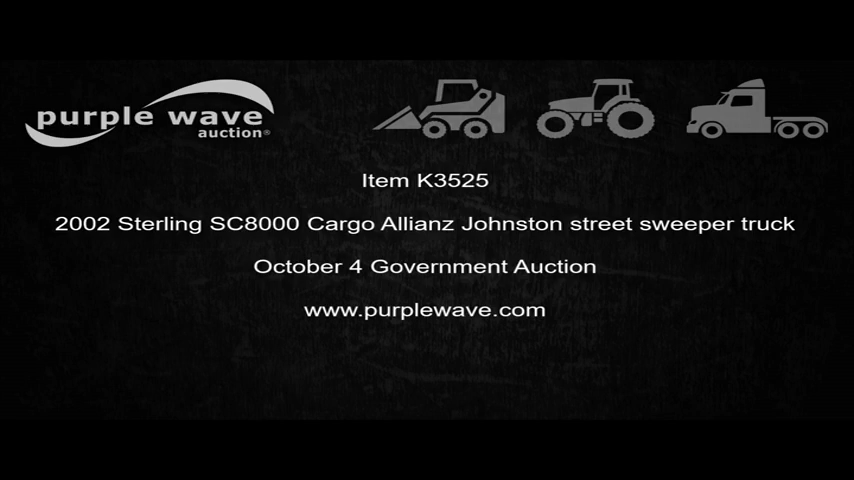 purple wave
auction®
Item K3525
2002 Sterling SC8000 Cargo Allianz Johnston street sweeper truck
October 4 Government Auction
www.purplewave.com